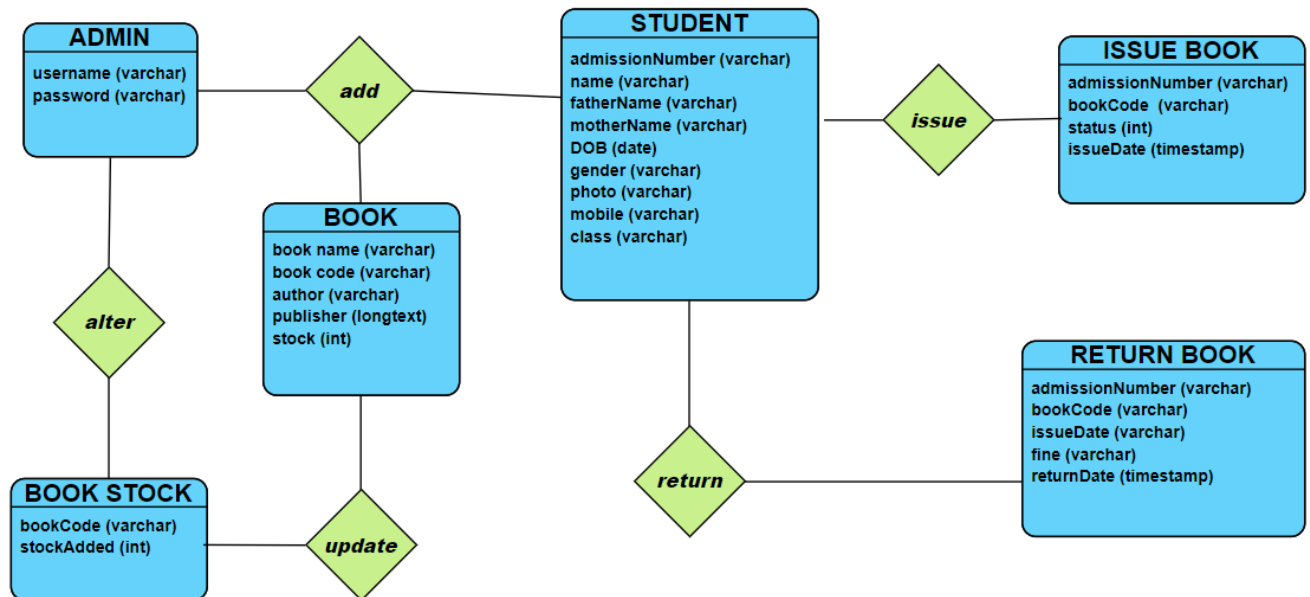 ADMIN
username (varchar)
password (varchar)
add
STUDENT
admissionNumber (varchar)
name (varchar)
fatherName (varchar)
motherName (varchar)
DOB (date)
gender (varchar)
photo (varchar)
mobile (varchar)
class (varchar)
issue
ISSUE BOOK
admissionNumber (varchar)
bookCode (varchar)
status (int)
issueDate (timestamp)
alter
BOOK
book name (varchar)
book code (varchar)
author (varchar)
publisher (longtext)
stock (int)
return
RETURN BOOK
admissionNumber (varchar)
bookCode (varchar)
issueDate (varchar)
fine (varchar)
returnDate (timestamp)
BOOK STOCK
bookCode (varchar)
stockAdded (int)
update